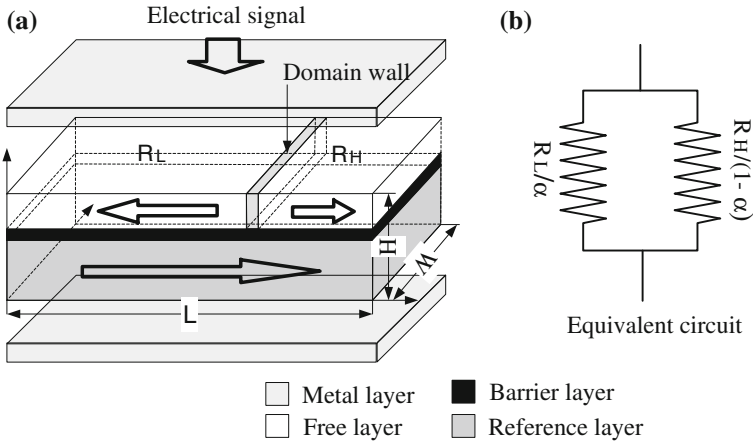 (a)
Electrical signal
Domain wall
RL
RH
H
W
L
(b)
RL/α
RH/(1- α)
Equivalent circuit
Metal layer
Barrier layer
Free layer
Reference layer